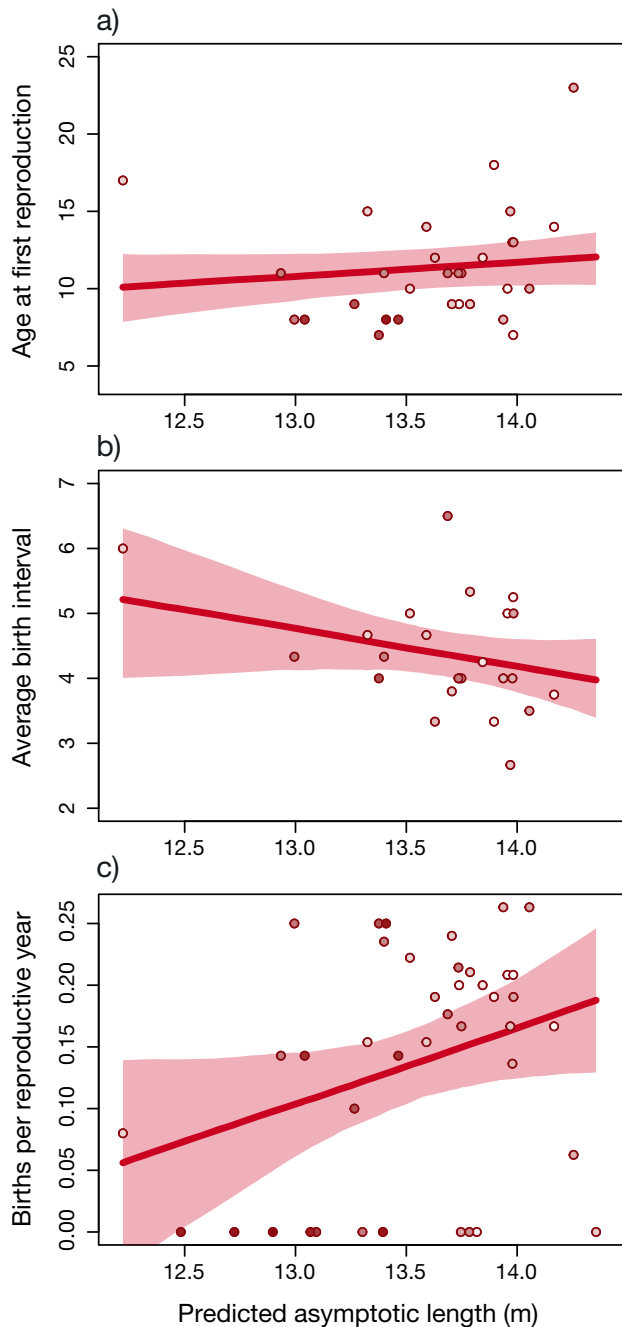 a)
Age at first reproduction
5
10
15
20
25
12.5 13.0 13.5 14.0
b)
Average birth interval
2
3
4
5
6
7
12.5 13.0 13.5 14.0
c)
Births per reproductive year
0.00
0.05
0.10
0.15
0.20
0.25
12.5 13.0 13.5 14.0
Predicted asymptotic length (m)